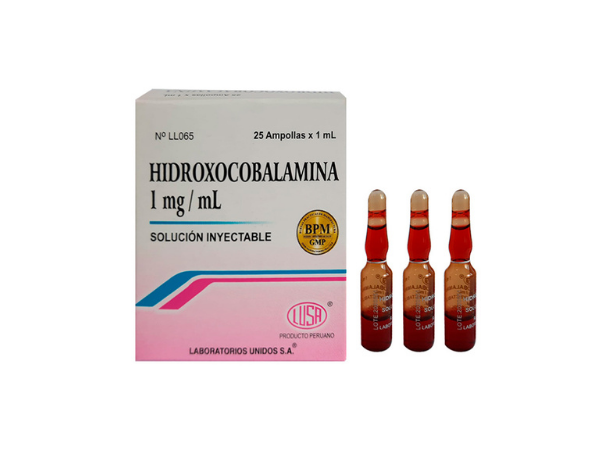 Nº LL065
25 Ampollas x 1 mL
HIDROXOCOBALAMINA
1 mg / mL
SOLUCIÓN INYECTABLE
BPM
GMP
LUSA®
PRODUCTO PERUANO
LABORATORIOS UNIDOS S.A.®